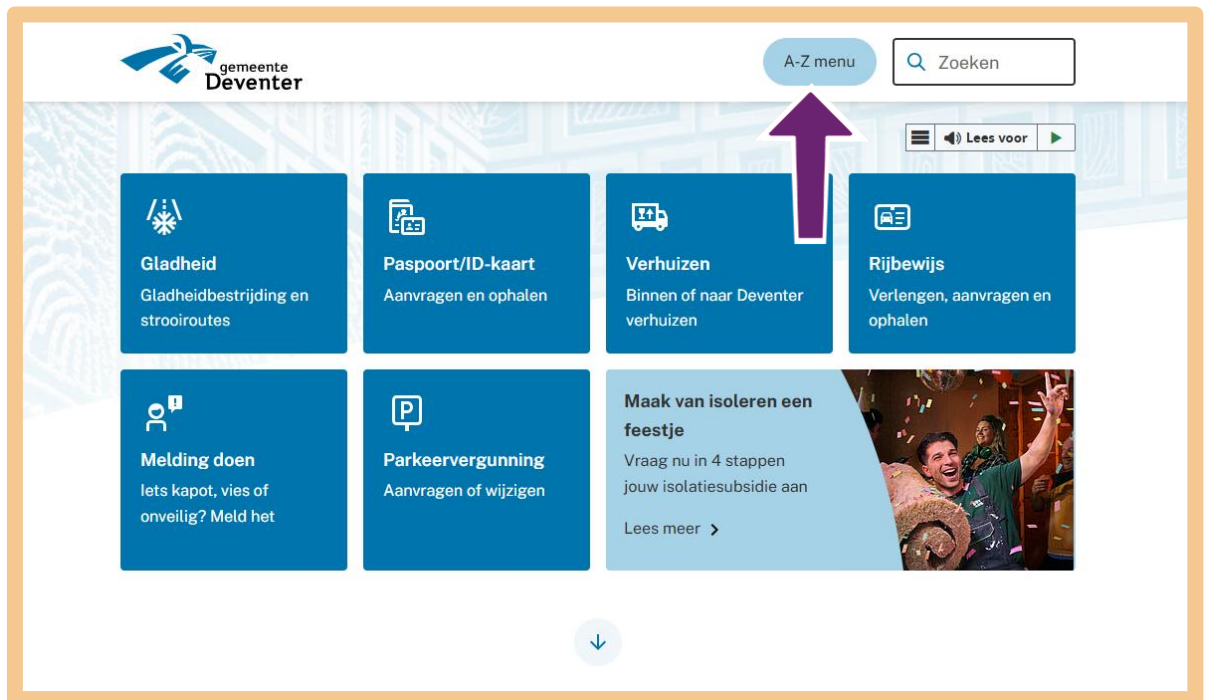 gemeente
Deventer
A-Z menu
Zoeken
Lees voor
Gladheid
Gladheidbestrijding en
strooiroutes
Paspoort/ID-kaart
Aanvragen en ophalen
Verhuizen
Binnen of naar Deventer
verhuizen
Rijbewijs
Verlengen, aanvragen en
ophalen
Melding doen
Iets kapot, vies of
onveilig? Meld het
P
Parkeervergunning
Aanvragen of wijzigen
Maak van isoleren een
feestje
Vraag nu in 4 stappen
jouw isolatiesubsidie aan
Lees meer